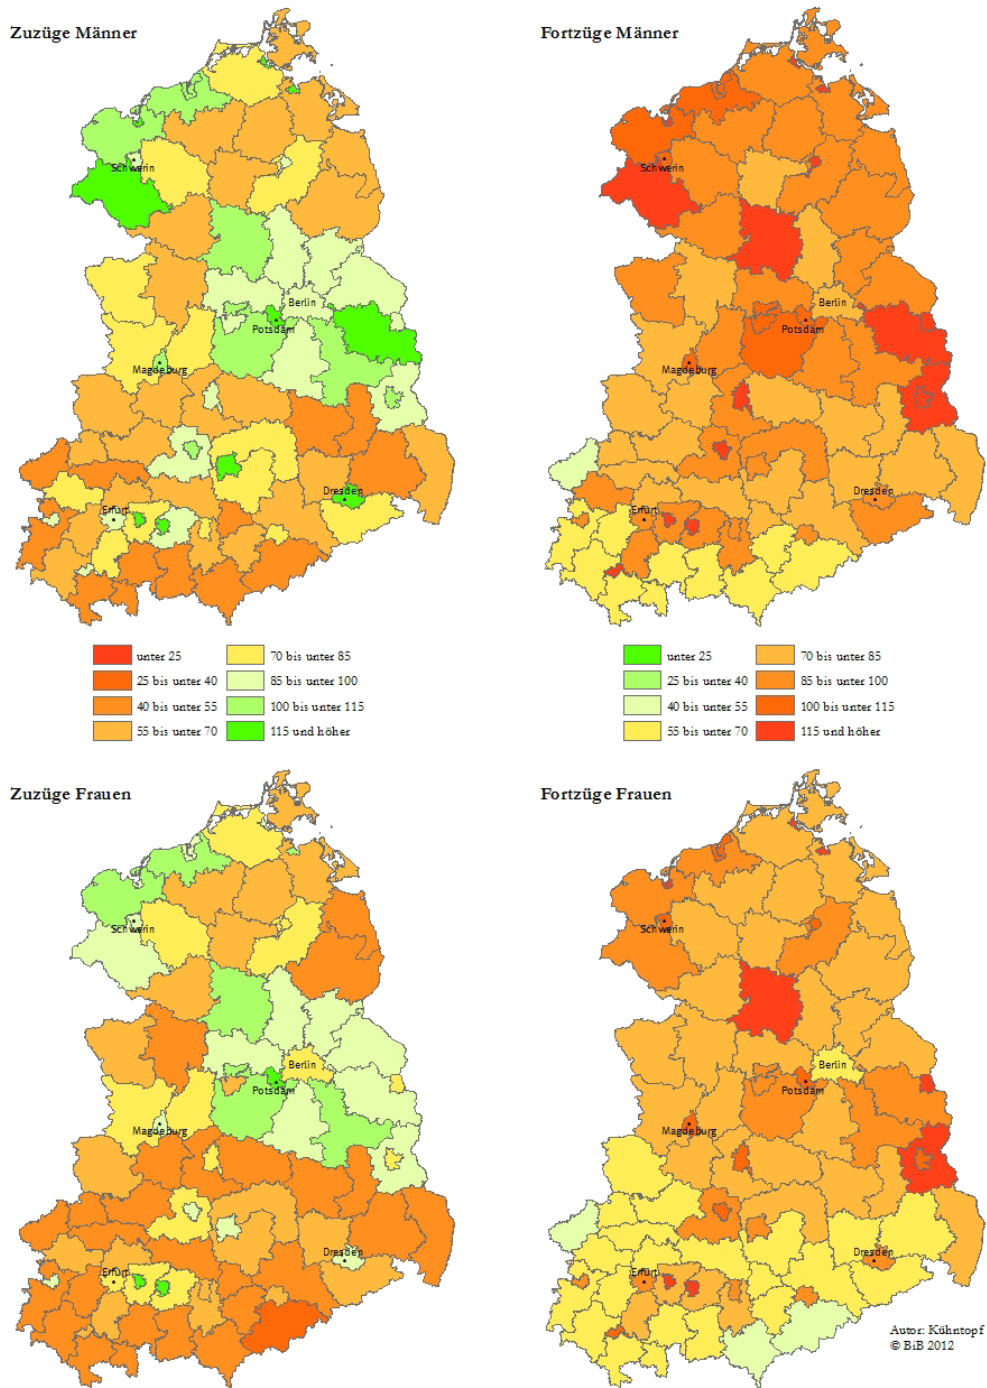 Zuzüge Männer
Fortzüge Männer
Schwerin
Berlin
Potsdam
Magdeburg
Dresden
Erfurt
Schwerin
Berlin
Potsdam
Magdeburg
Dresden
Erfurt
unter 25
25 bis unter 40
40 bis unter 55
55 bis unter 70
70 bis unter 85
85 bis unter 100
100 bis unter 115
115 und höher
unter 25
25 bis unter 40
40 bis unter 55
55 bis unter 70
70 bis unter 85
85 bis unter 100
100 bis unter 115
115 und höher
Zuzüge Frauen
Fortzüge Frauen
Schwerin
Berlin
Potsdam
Magdeburg
Dresden
Erfurt
Schwerin
Berlin
Potsdam
Magdeburg
Dresden
Erfurt
Autor: Kühntopf
© BiB 2012